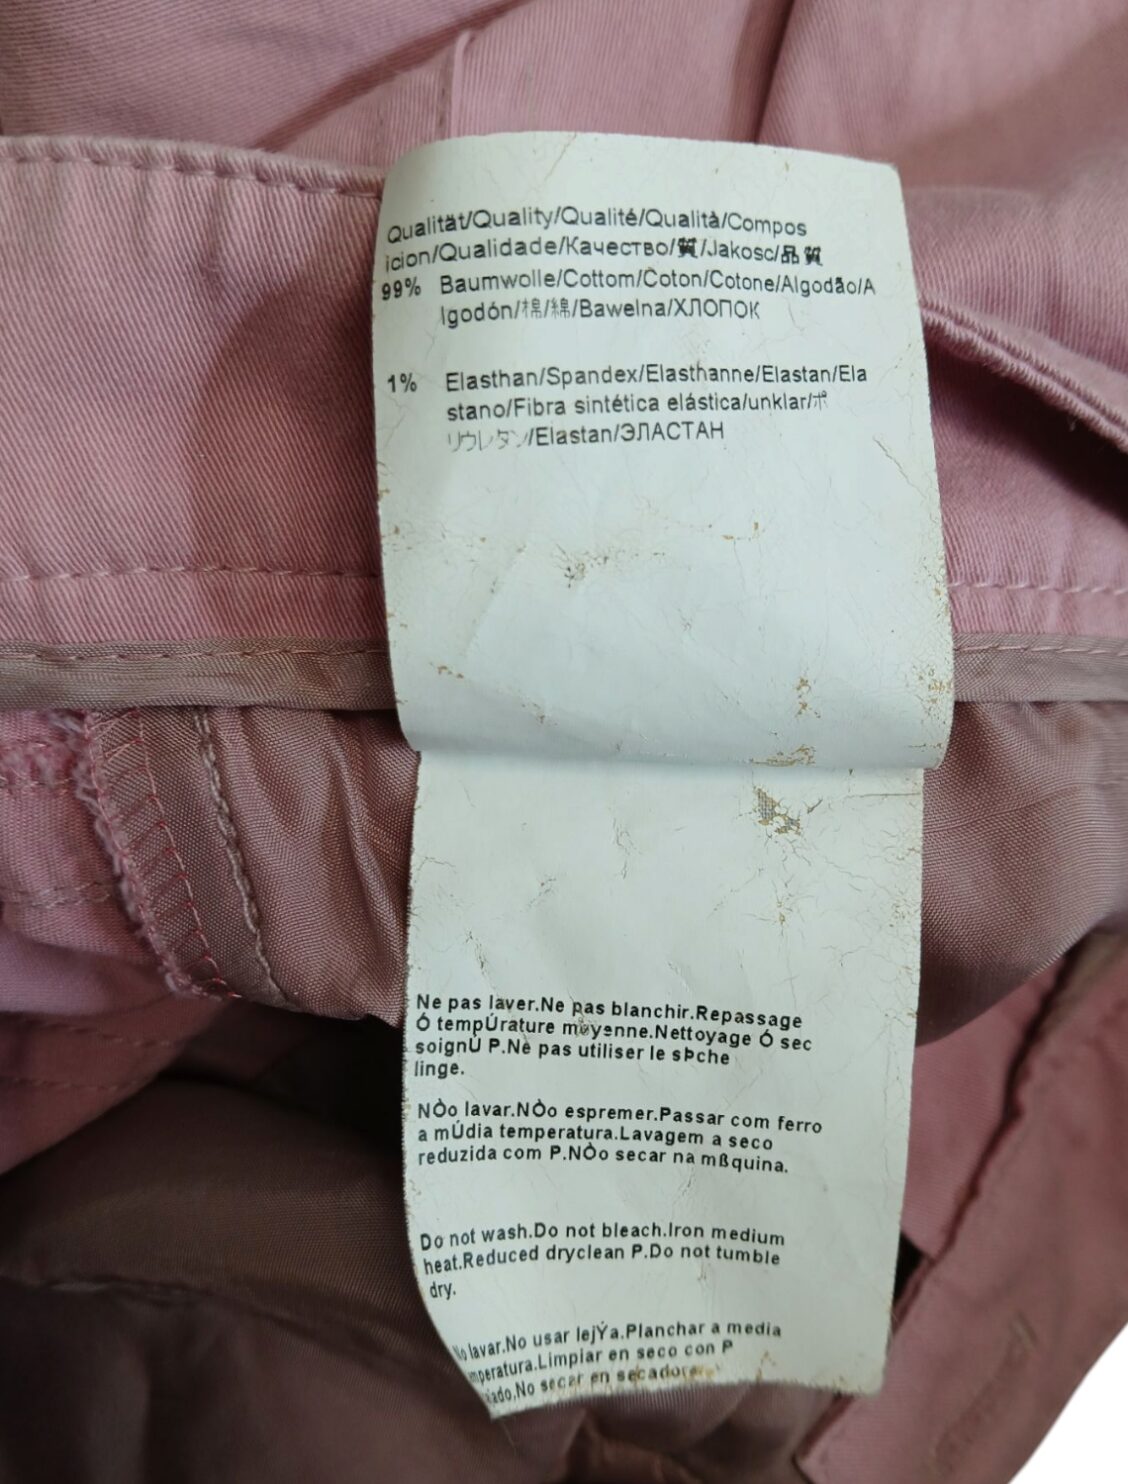 Qualität/Quality/Qualité/Qualità/Compos
icion/Qualidade/Качество/質/Jakosc/品質
99% Baumwolle/Cottom/Coton/Cotone/Algodão/A
lgodón/棉/綿/Bawelna/ХЛОПОК
1% Elasthan/Spandex/Elasthanne/Elastan/Ela
stano/Fibra sintética elástica/unklar/ポ
リウレタン/Elastan/ЭЛАСТАН
Ne pas laver.Ne pas blanchir.Repassage
Ó tempÚrature moyenne.Nettoyage Ó sec
soignÚ P.Ne pas utiliser le sÞche
linge.
NÒo lavar.NÒo espremer.Passar com ferro
a mÚdia temperatura.Lavagem a seco
reduzida com P.NÒo secar na mßquina.
Do not wash.Do not bleach.Iron medium
heat.Reduced dryclean P.Do not tumble
dry.
No lavar.No usar lejÝa.Planchar a media
mperatura.Limpiar en seco con P
No secar en secadora.